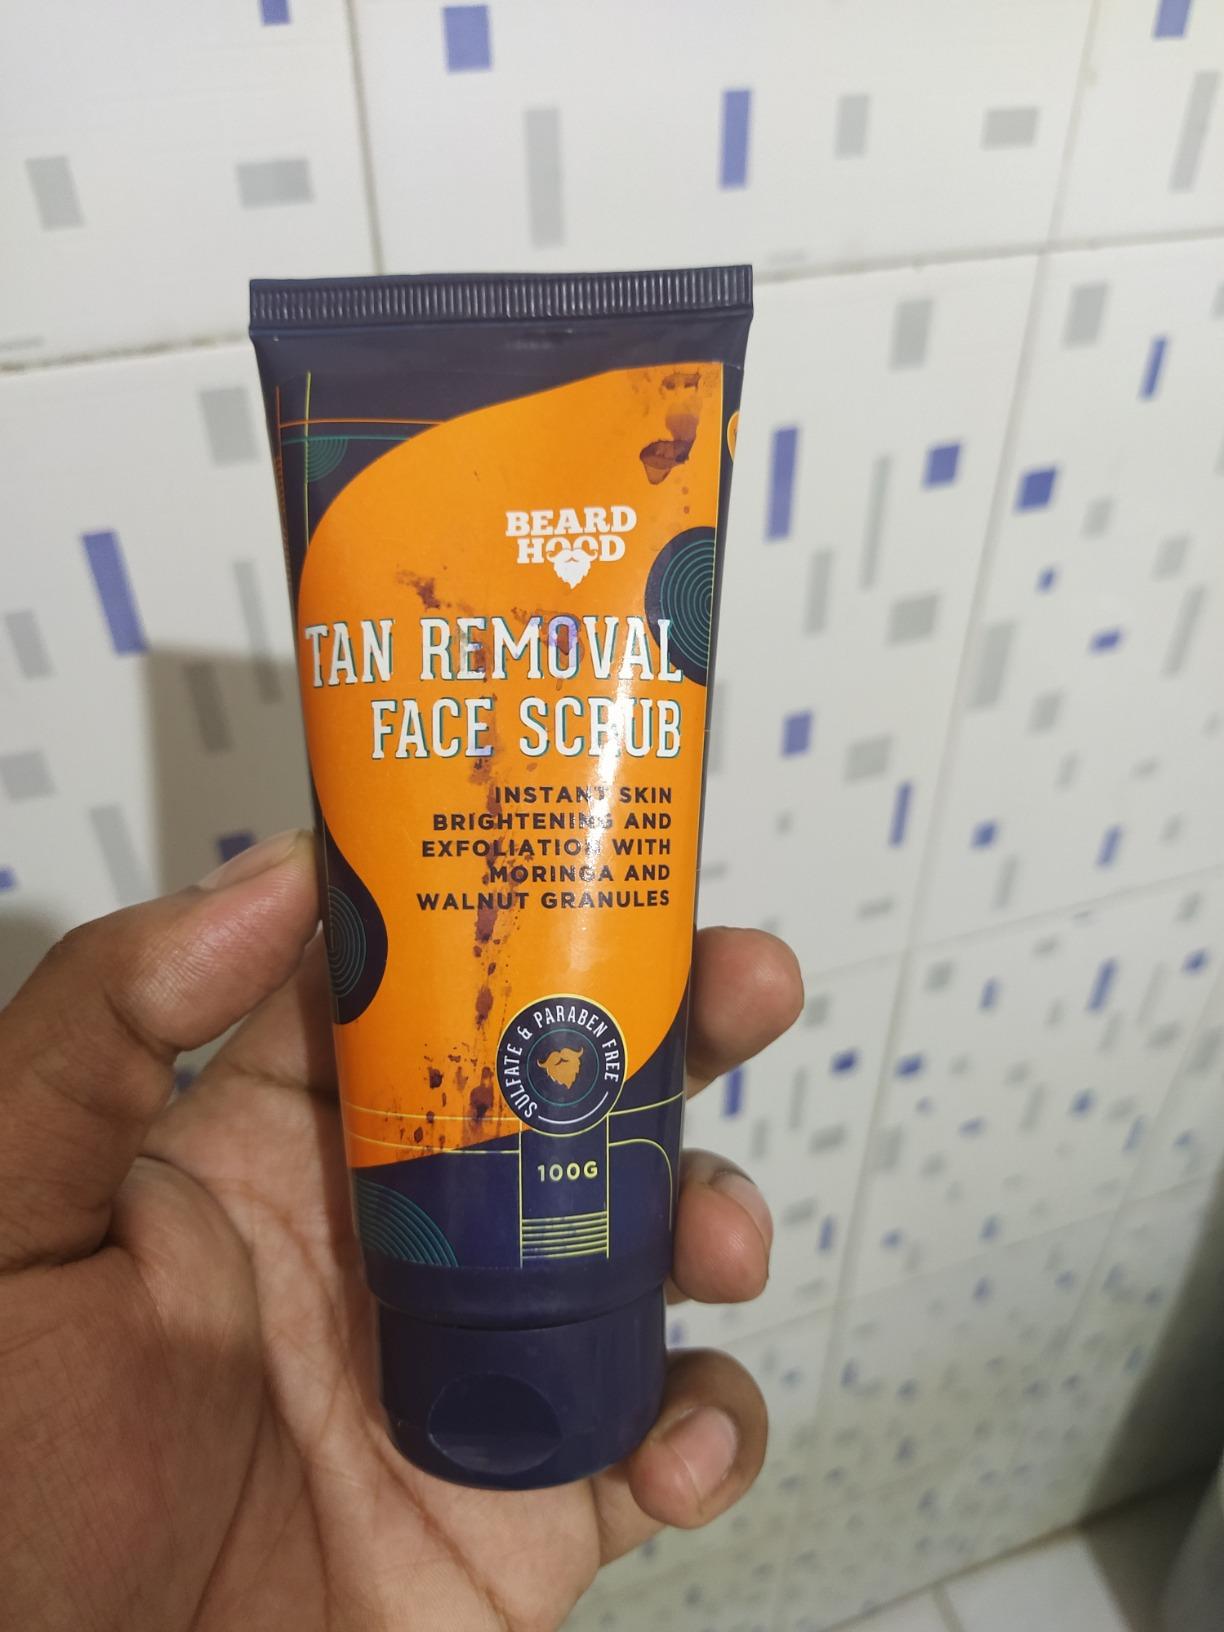 BEARD
HOOD
TAN REMOVAL
FACE SCRUB
INSTANT SKIN
BRIGHTENING AND
EXFOLIATION WITH
MORINGA AND
WALNUT GRANULES
SULFATE & PARABEN FREE
100G